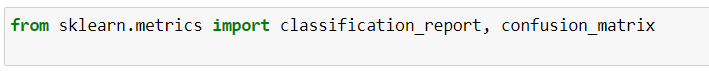 from sklearn.metrics import classification_report, confusion_matrix